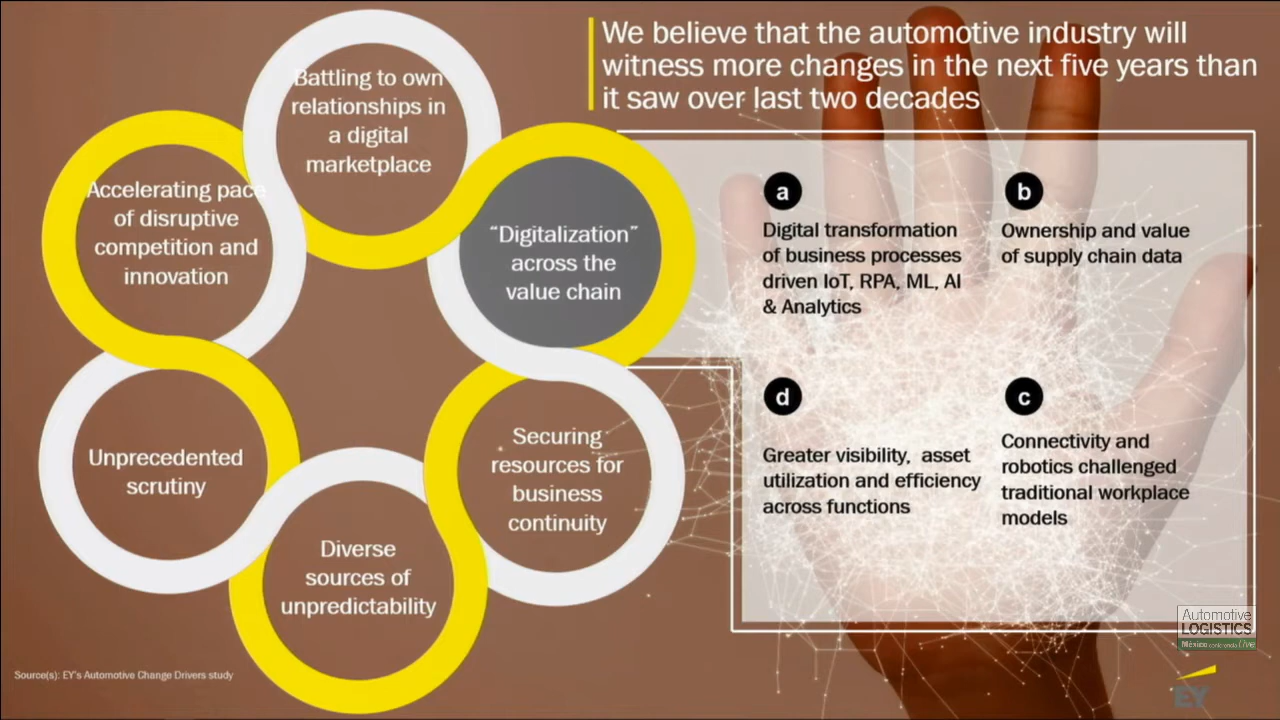 We believe that the automotive industry will
witness more changes in the next five years than
it saw over last two decades
Battling to own
relationships in
a digital
marketplace
Accelerating pace
of disruptive
competition and
innovation
“Digitalization”
across the
value chain
Unprecedented
scrutiny
Securing
resources for
business
continuity
Diverse
sources of
unpredictability
a
Digital transformation
of business processes
driven IoT, RPA, ML, AI
& Analytics
b
Ownership and value
of supply chain data
d
Greater visibility, asset
utilization and efficiency
across functions
c
Connectivity and
robotics challenged
traditional workplace
models
Source(s): EY's Automotive Change Drivers study
Automotive
LOGISTICS
México conferencia Live
EY